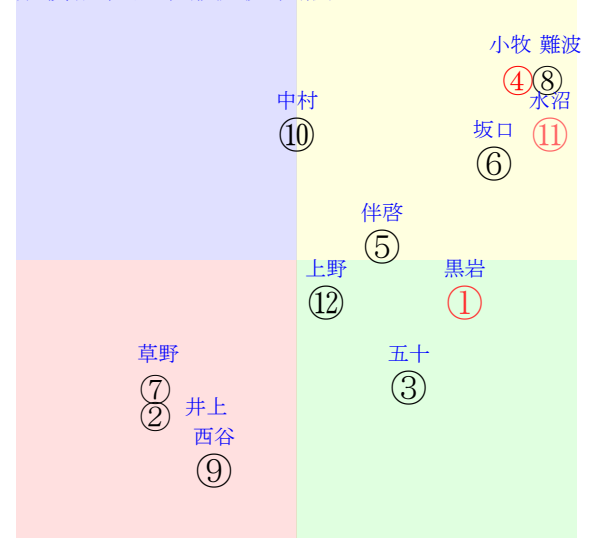 小牧 難波
④⑧
中村
水沼
⑩
坂口
⑪
⑥
伴啓
⑤
上野
黒岩
⑫
①
草野
五十
⑦
③
②
井上
西谷
⑨